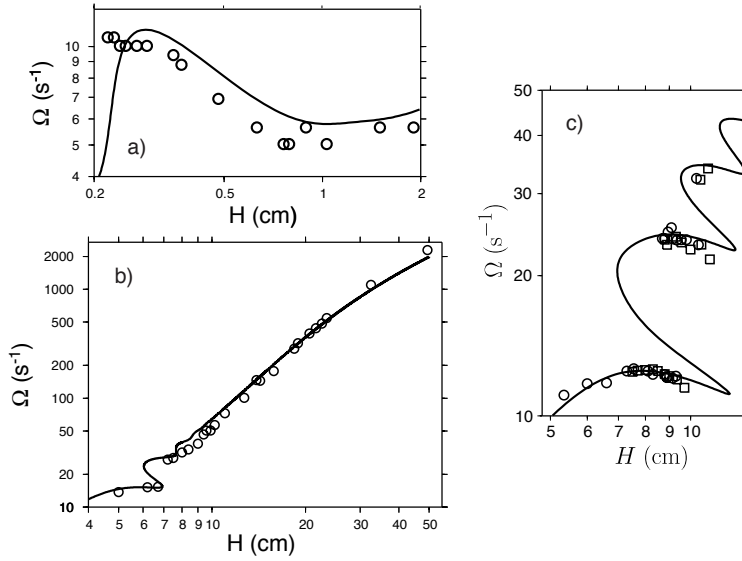 a)
10
9
8
7
6
5
4
Ω (s⁻¹)
0.2 0.5 1 2
H (cm)
b)
2000
1000
500
200
100
50
20
10
Ω (s⁻¹)
4 5 6 7 8 9 10 20 30 40 50
H (cm)
c)
50
40
30
20
10
Ω (s⁻¹)
5 6 7 8 9 10
H (cm)